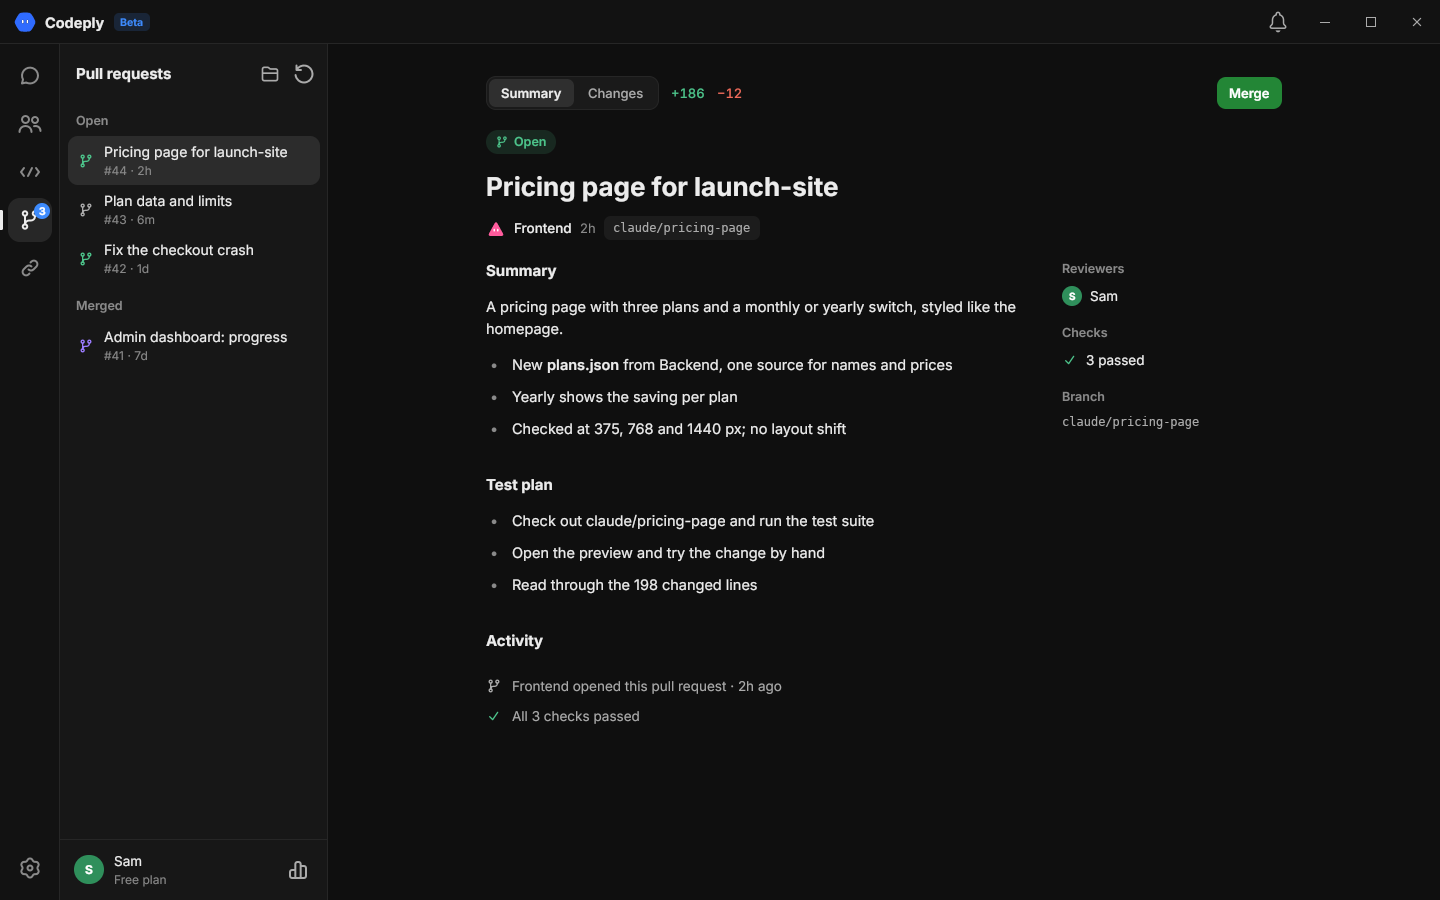 Codeply Beta
Pull requests
Open
Pricing page for launch-site
#44 · 2h
Plan data and limits
#43 · 6m
Fix the checkout crash
#42 · 1d
Merged
Admin dashboard: progress
#41 · 7d
3
Sam
Free plan
S
Summary Changes +186 −12 Merge
Open
Pricing page for launch-site
Frontend 2h claude/pricing-page
Summary
A pricing page with three plans and a monthly or yearly switch, styled like the
homepage.
• New plans.json from Backend, one source for names and prices
• Yearly shows the saving per plan
• Checked at 375, 768 and 1440 px; no layout shift
Test plan
• Check out claude/pricing-page and run the test suite
• Open the preview and try the change by hand
• Read through the 198 changed lines
Activity
Frontend opened this pull request · 2h ago
All 3 checks passed
Reviewers
S Sam
Checks
3 passed
Branch
claude/pricing-page